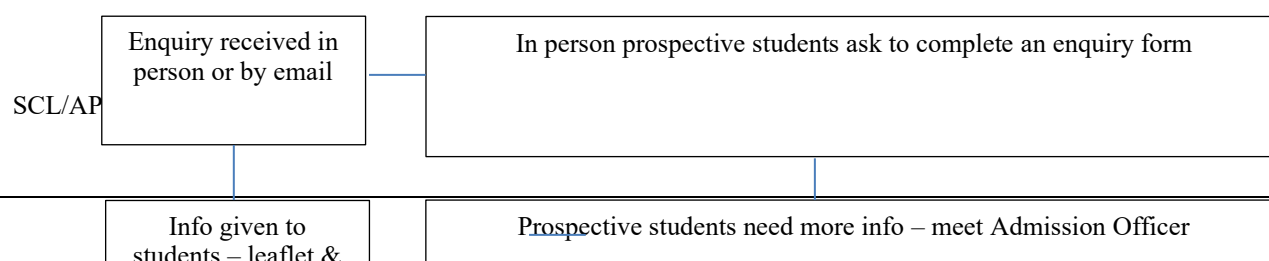 Enquiry received in
person or by email
In person prospective students ask to complete an enquiry form
SCL/AP
Info given to
students – leaflet &
Prospective students need more info – meet Admission Officer